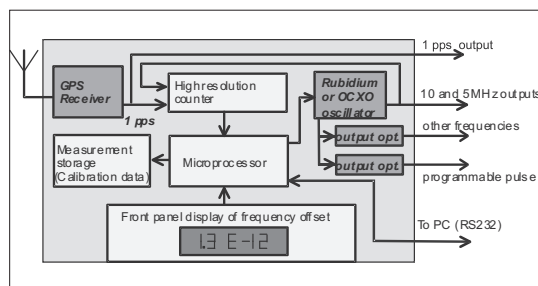 1 pps output
GPS
Receiver
1 pps
High resolution
counter
Rubidium
or OCXO
oscillator
10 and 5MHz outputs
output opt.
other frequencies
output opt.
programmable pulse
Measurement
storage
(Calibration data)
Microprocessor
Front panel display of frequency offset
1.3 E-12
To PC (RS232)